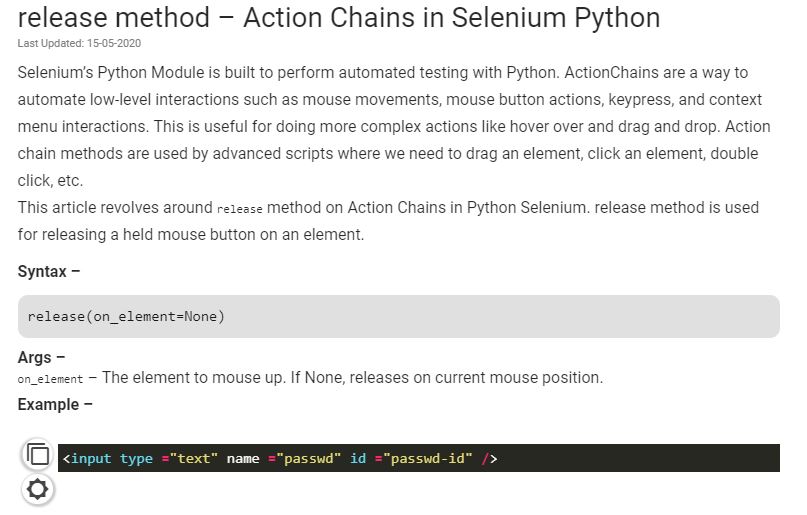 release method – Action Chains in Selenium Python
Last Updated: 15-05-2020
Selenium's Python Module is built to perform automated testing with Python. ActionChains are a way to
automate low-level interactions such as mouse movements, mouse button actions, keypress, and context
menu interactions. This is useful for doing more complex actions like hover over and drag and drop. Action
chain methods are used by advanced scripts where we need to drag an element, click an element, double
click, etc.
This article revolves around release method on Action Chains in Python Selenium. release method is used
for releasing a held mouse button on an element.
Syntax –
release(on_element=None)
Args –
on_element – The element to mouse up. If None, releases on current mouse position.
Example –
<input type ="text" name ="passwd" id ="passwd-id" />